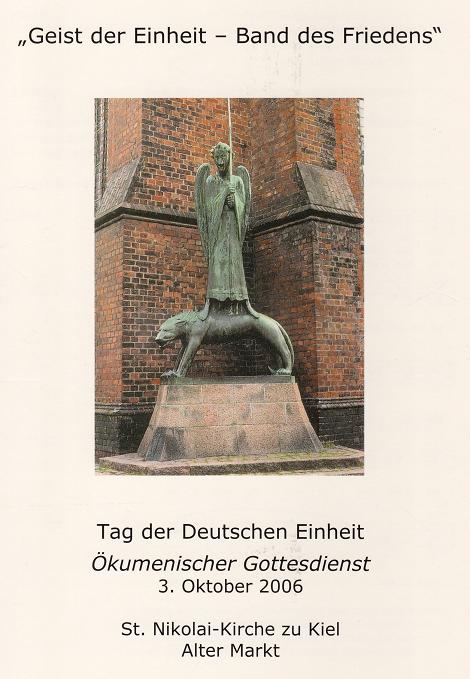 „Geist der Einheit – Band des Friedens“
Tag der Deutschen Einheit
Ökumenischer Gottesdienst
3. Oktober 2006
St. Nikolai-Kirche zu Kiel
Alter Markt